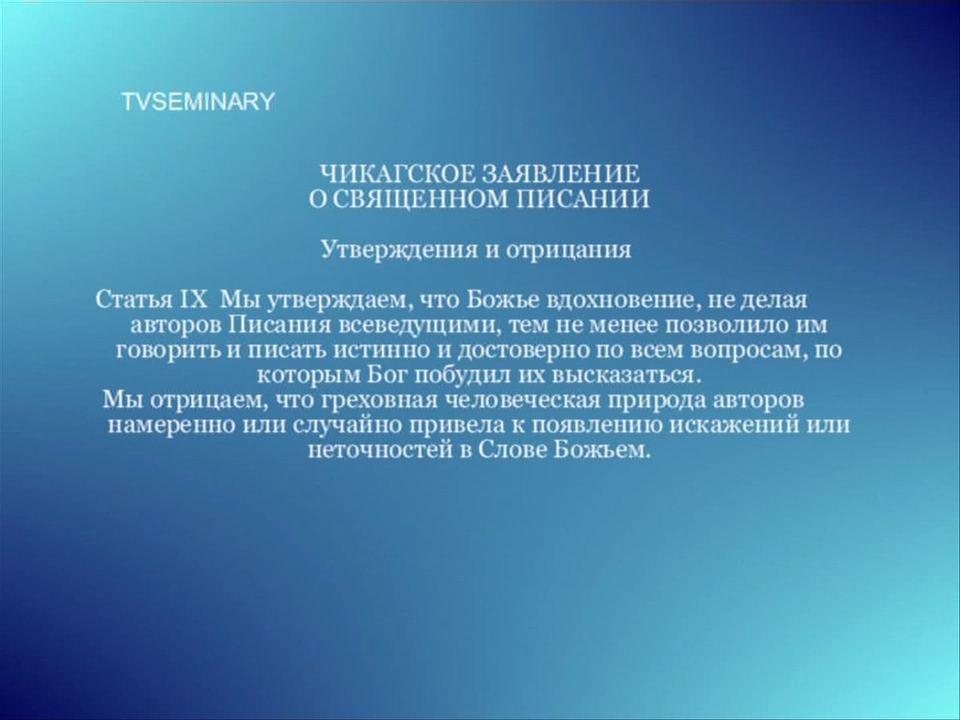 TVSEMINARY
ЧИКАГСКОЕ ЗАЯВЛЕНИЕ
О СВЯЩЕННОМ ПИСАНИИ
Утверждения и отрицания
Статья IX Мы утверждаем, что Божье вдохновение, не делая
авторов Писания всеведущими, тем не менее позволило им
говорить и писать истинно и достоверно по всем вопросам, по
которым Бог побудил их высказаться.
Мы отрицаем, что греховная человеческая природа авторов
намеренно или случайно привела к появлению искажений или
неточностей в Слове Божьем.